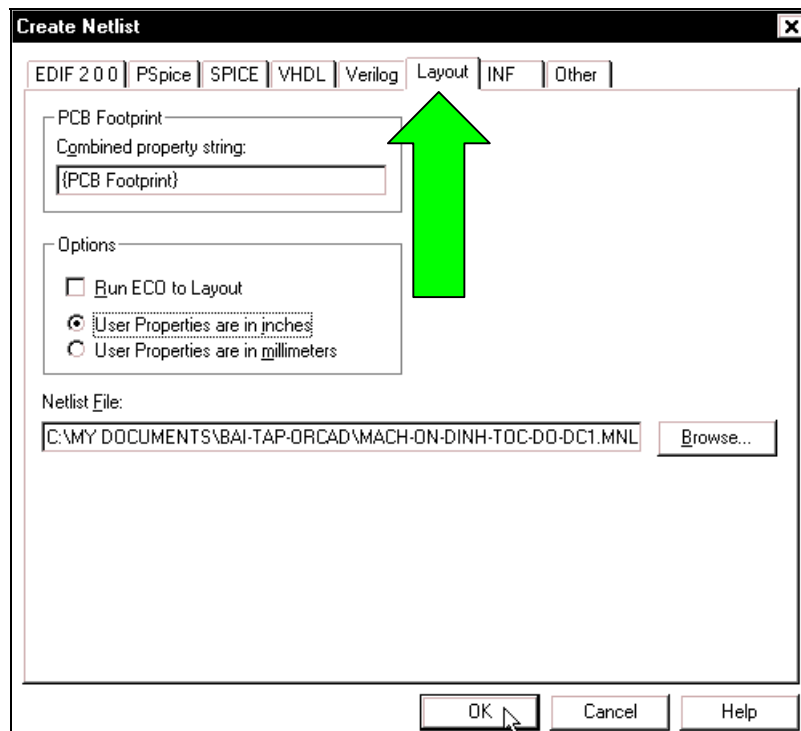 Create Netlist
EDIF 2 0 0 PSpice SPICE VHDL Verilog Layout INF Other
PCB Footprint
Combined property string:
{PCB Footprint}
Options
Run ECO to Layout
User Properties are in inches
User Properties are in millimeters
Netlist File:
C:\MY DOCUMENTS\BAI-TAP-ORCAD\MACH-ON-DINH-TOC-DO-DC1.MNL Browse...
OK Cancel Help